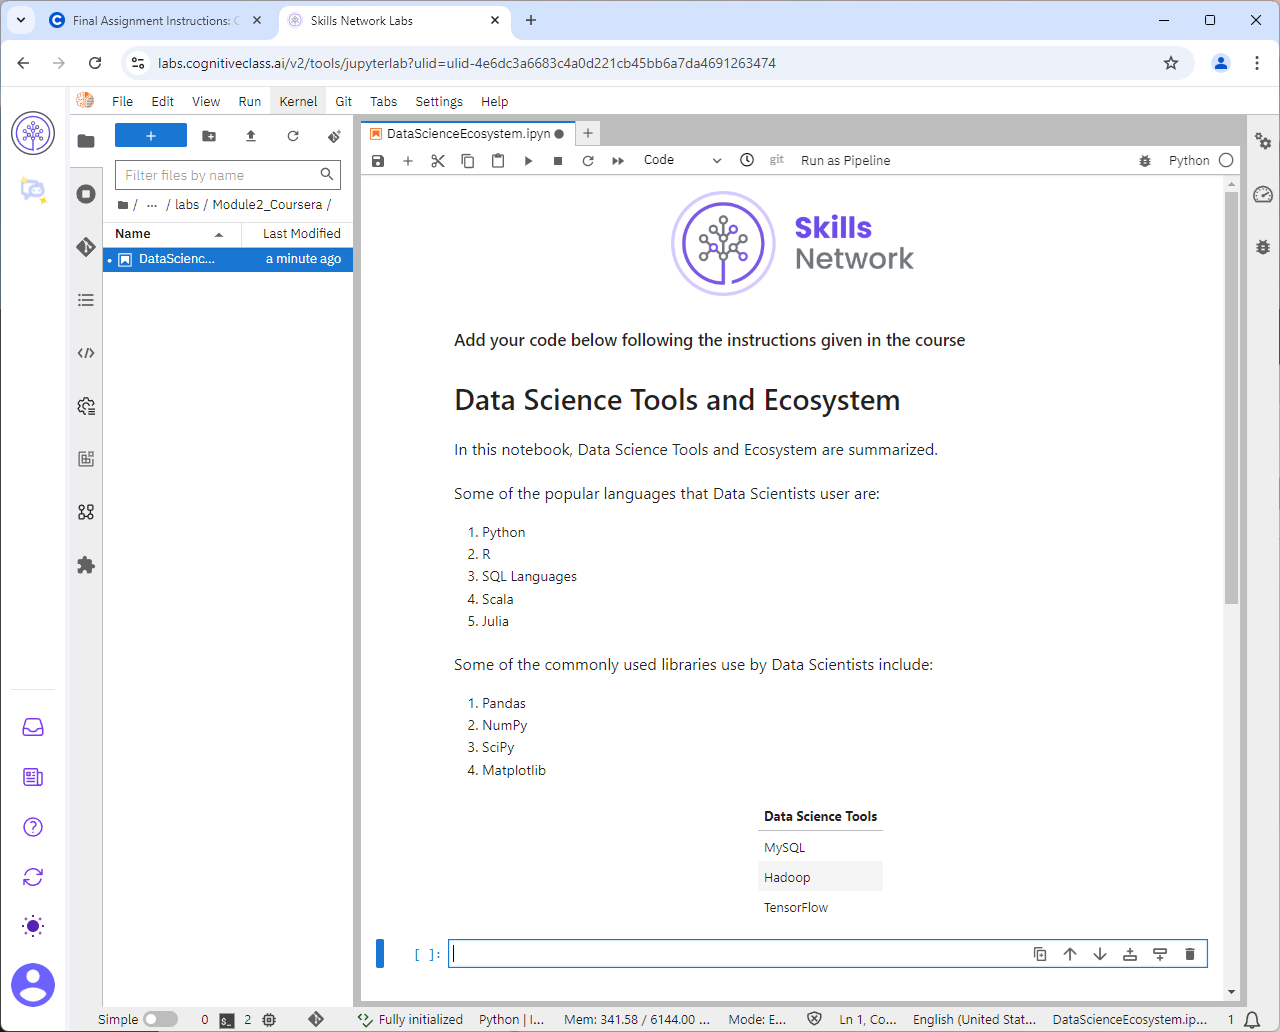 Final Assignment Instructions: C
Skills Network Labs
labs.cognitiveclass.ai/v2/tools/jupyterlab?ulid=ulid-4e6dc3a6683c4a0d221cb45bb6a7da4691263474
File Edit View Run Kernel Git Tabs Settings Help
DataScienceEcosystem.ipyn
Code
git
Run as Pipeline
Python
Filter files by name
/ ... / labs / Module2_Coursera /
Name Last Modified
DataScienc... a minute ago
Skills
Network
Add your code below following the instructions given in the course
Data Science Tools and Ecosystem
In this notebook, Data Science Tools and Ecosystem are summarized.
Some of the popular languages that Data Scientists user are:
1. Python
2. R
3. SQL Languages
4. Scala
5. Julia
Some of the commonly used libraries use by Data Scientists include:
1. Pandas
2. NumPy
3. SciPy
4. Matplotlib
Data Science Tools
MySQL
Hadoop
TensorFlow
[ ]:
Simple 0 2 Fully initialized Python | I... Mem: 341.58 / 6144.00 ... Mode: E... Ln 1, Co... English (United Stat... DataScienceEcosystem.ip... 1